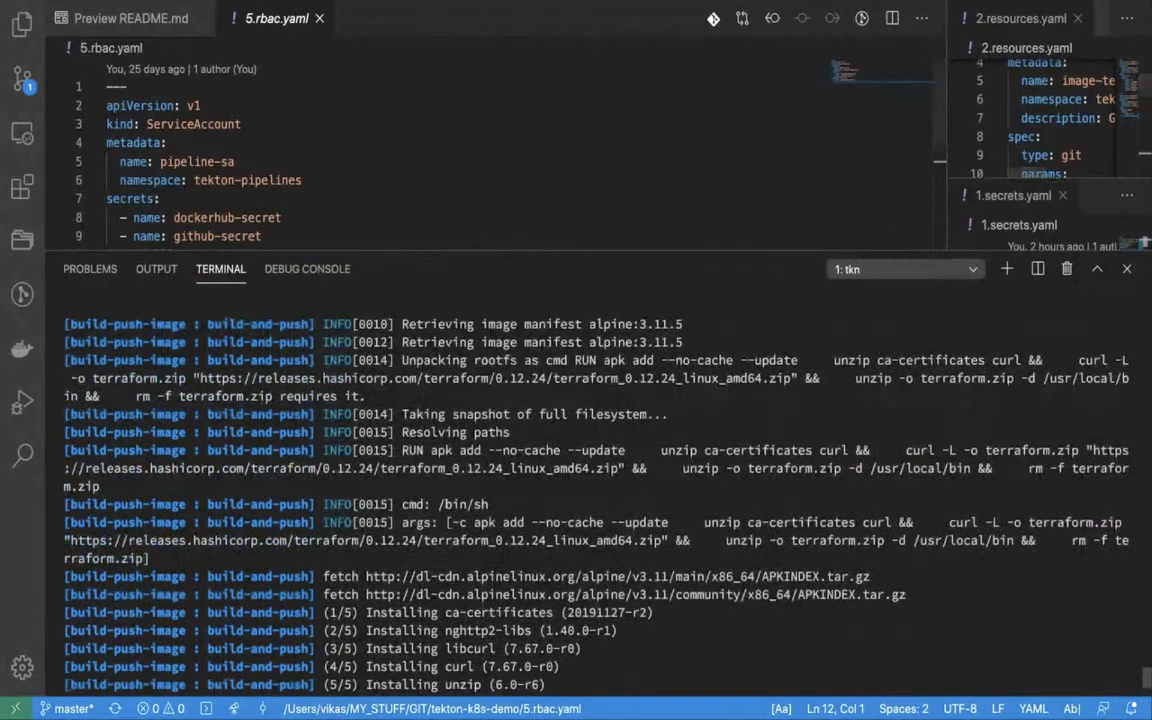 Preview README.md
! 5.rbac.yaml
2.resources.yaml
! 5.rbac.yaml
You, 25 days ago | 1 author (You)
1 ---
2 apiVersion: v1
3 kind: ServiceAccount
4 metadata:
5 name: pipeline-sa
6 namespace: tekton-pipelines
7 secrets:
8 - name: dockerhub-secret
9 - name: github-secret
! 2.resources.yaml
4 metadata:
5 name: image-te
6 namespace: tek
7 description: G
8 spec:
9 type: git
10 params:
1.secrets.yaml
! 1.secrets.yaml
You, 2 hours ago | 1 autl
1
PROBLEMS OUTPUT TERMINAL DEBUG CONSOLE
1: tkn
[build-push-image : build-and-push] INFO[0010] Retrieving image manifest alpine:3.11.5
[build-push-image : build-and-push] INFO[0012] Retrieving image manifest alpine:3.11.5
[build-push-image : build-and-push] INFO[0014] Unpacking rootfs as cmd RUN apk add --no-cache --update unzip ca-certificates curl && curl -L
-o terraform.zip "https://releases.hashicorp.com/terraform/0.12.24/terraform_0.12.24_linux_amd64.zip" && unzip -o terraform.zip -d /usr/local/b
in && rm -f terraform.zip requires it.
[build-push-image : build-and-push] INFO[0014] Taking snapshot of full filesystem...
[build-push-image : build-and-push] INFO[0015] Resolving paths
[build-push-image : build-and-push] INFO[0015] RUN apk add --no-cache --update unzip ca-certificates curl && curl -L -o terraform.zip "https
://releases.hashicorp.com/terraform/0.12.24/terraform_0.12.24_linux_amd64.zip" && unzip -o terraform.zip -d /usr/local/bin && rm -f terrafor
m.zip
[build-push-image : build-and-push] INFO[0015] cmd: /bin/sh
[build-push-image : build-and-push] INFO[0015] args: [-c apk add --no-cache --update unzip ca-certificates curl && curl -L -o terraform.zip
"https://releases.hashicorp.com/terraform/0.12.24/terraform_0.12.24_linux_amd64.zip" && unzip -o terraform.zip -d /usr/local/bin && rm -f te
rraform.zip]
[build-push-image : build-and-push] fetch http://dl-cdn.alpinelinux.org/alpine/v3.11/main/x86_64/APKINDEX.tar.gz
[build-push-image : build-and-push] fetch http://dl-cdn.alpinelinux.org/alpine/v3.11/community/x86_64/APKINDEX.tar.gz
[build-push-image : build-and-push] (1/5) Installing ca-certificates (20191127-r2)
[build-push-image : build-and-push] (2/5) Installing nghttp2-libs (1.40.0-r1)
[build-push-image : build-and-push] (3/5) Installing libcurl (7.67.0-r0)
[build-push-image : build-and-push] (4/5) Installing curl (7.67.0-r0)
[build-push-image : build-and-push] (5/5) Installing unzip (6.0-r6)
master* 0 0 /Users/vikas/MY_STUFF/GIT/tekton-k8s-demo/5.rbac.yaml [Aa] Ln 12, Col 1 Spaces: 2 UTF-8 LF YAML Ab|